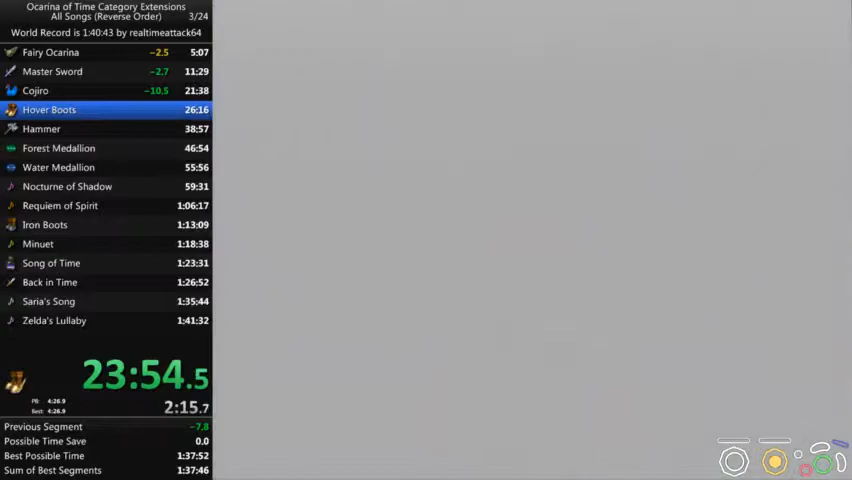 Ocarina of Time Category Extensions
All Songs (Reverse Order) 3/24
World Record is 1:40:43 by realtimeattack64
Fairy Ocarina −2.5 5:07
Master Sword −2.7 11:29
Cojiro −10.5 21:38
Hover Boots 26:16
Hammer 38:57
Forest Medallion 46:54
Water Medallion 55:56
Nocturne of Shadow 59:31
Requiem of Spirit 1:06:17
Iron Boots 1:13:09
Minuet 1:18:38
Song of Time 1:23:31
Back in Time 1:26:52
Saria's Song 1:35:44
Zelda's Lullaby 1:41:32
23:54.5
PB: 4:26.9
Best: 4:26.9
2:15.7
Previous Segment −7.8
Possible Time Save 0.0
Best Possible Time 1:37:52
Sum of Best Segments 1:37:46